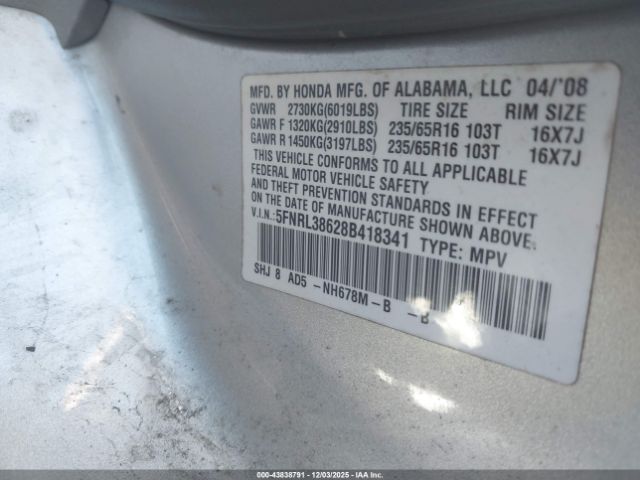 MFD. BY HONDA MFG. OF ALABAMA, LLC 04/'08
GVWR 2730KG(6019LBS) TIRE SIZE RIM SIZE
GAWR F 1320KG(2910LBS) 235/65R16 103T 16X7J
GAWR R 1450KG(3197LBS) 235/65R16 103T 16X7J
THIS VEHICLE CONFORMS TO ALL APPLICABLE
FEDERAL MOTOR VEHICLE SAFETY
AND THEFT PREVENTION STANDARDS IN EFFECT
ON THE DATE OF MANUFACTURE SHOWN ABOVE.
V.I.N.: 5FNRL38628B418341 TYPE: MPV
SHJ 8 AD5 -NH678M-B -B
000-43838791 - 12/03/2025 - COPART